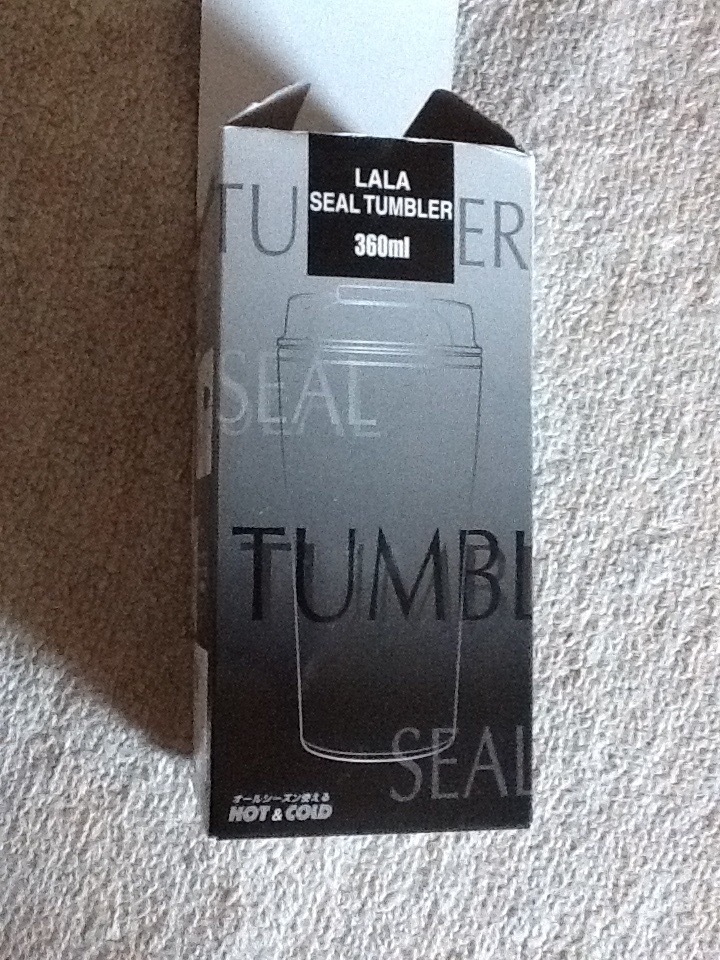 LALA
SEAL TUMBLER
360ml
TU ER
SEAL
TUMBL
SEAL
オールシーズン使える
HOT & COLD